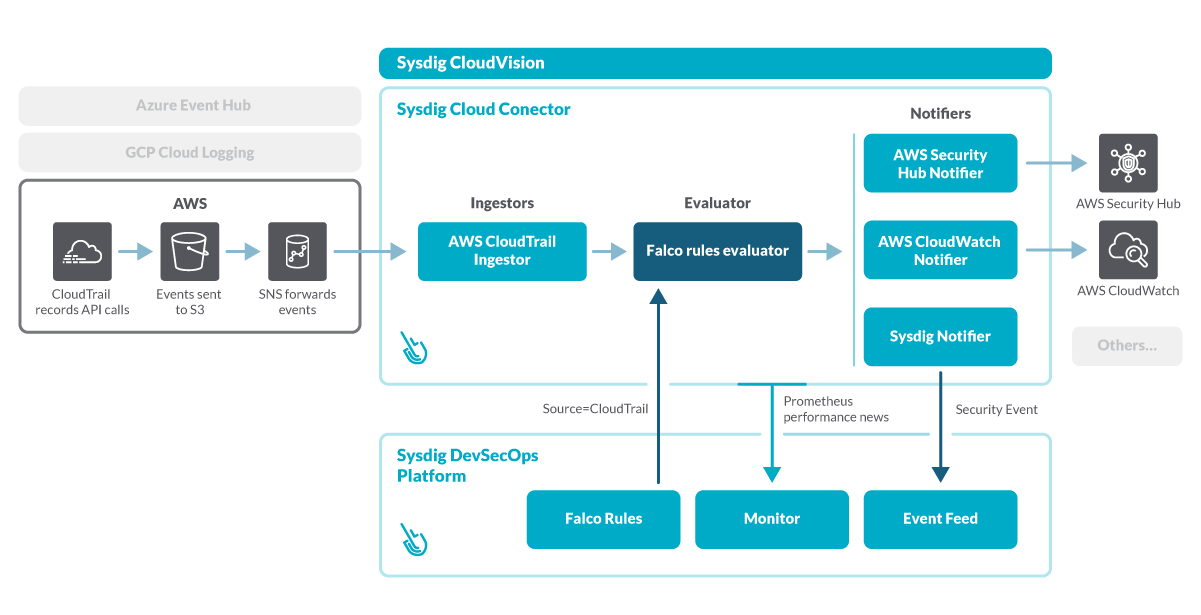 Sysdig CloudVision
Azure Event Hub
GCP Cloud Logging
AWS
CloudTrail
records API calls
Events sent
to S3
SNS forwards
events
Sysdig Cloud Conector
Ingestors
AWS CloudTrail
Ingestor
Evaluator
Falco rules evaluator
Notifiers
AWS Security
Hub Notifier
AWS CloudWatch
Notifier
Sysdig Notifier
AWS Security Hub
AWS CloudWatch
Others...
Source=CloudTrail
Prometheus
performance news
Security Event
Sysdig DevSecOps
Platform
Falco Rules
Monitor
Event Feed